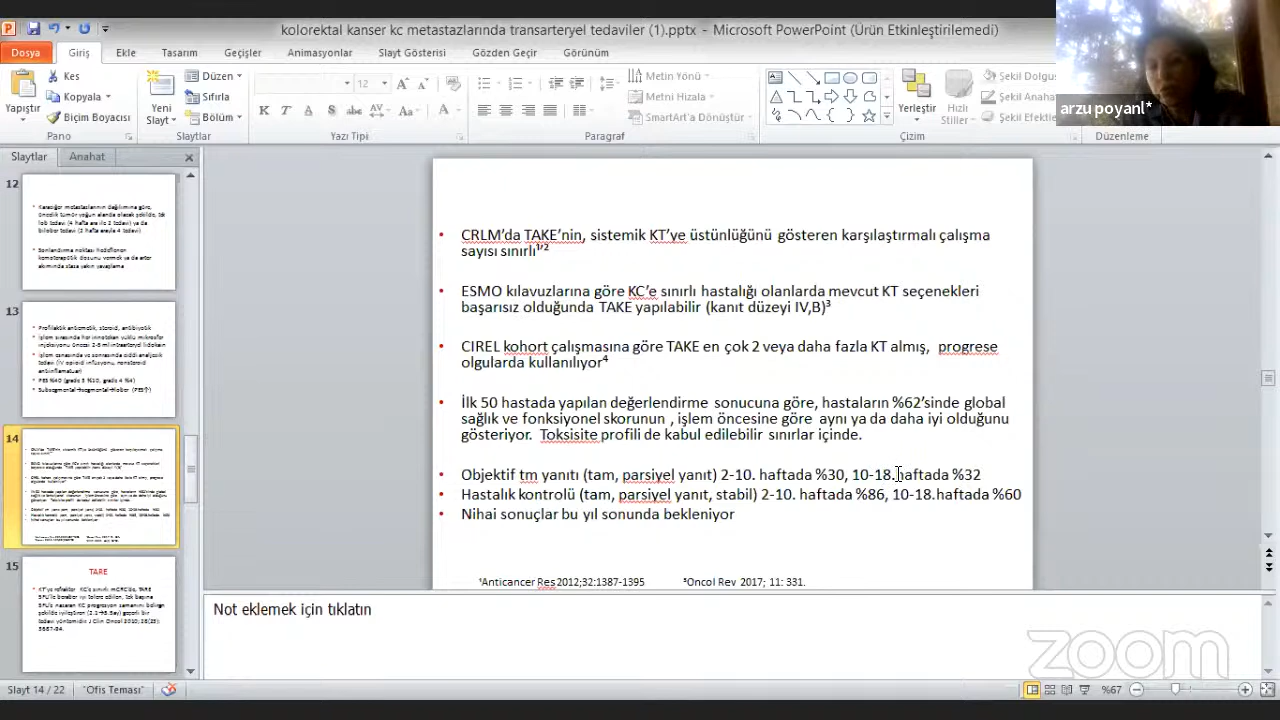 kolorektal kanser kc metastazlarında transarteryel tedaviler (1).pptx - Microsoft PowerPoint (Ürün Etkinleştirilemedi)
Dosya Giriş Ekle Tasarım Geçişler Animasyonlar Slayt Gösterisi Gözden Geçir Görünüm
arzu poyanl*
Yapıştır
Kes
Kopyala
Biçim Boyacısı
Pano
Yeni Slayt
Düzen
Sıfırla
Bölüm
Slaytlar
12
Yazı Tipi
Metin Yönü
Metni Hizala
SmartArt'a Dönüştür
Paragraf
Yerleştir
Hızlı Stiller
Şekil Dolgus
Şekil Anaha
Şekil Efektle
Çizim
Düzenleme
Slaytlar Anahat
12
13
14
15
TARE
• CRLM'da TAKE'nin, sistemik KT'ye üstünlüğünü gösteren karşılaştırmalı çalışma
sayısı sınırlı¹'²
• ESMO kılavuzlarına göre KC'e sınırlı hastalığı olanlarda mevcut KT seçenekleri
başarısız olduğunda TAKE yapılabilir (kanıt düzeyi IV,B)³
• CIREL kohort çalışmasına göre TAKE en çok 2 veya daha fazla KT almış, progrese
olgularda kullanılıyor⁴
• İlk 50 hastada yapılan değerlendirme sonucuna göre, hastaların %62'sinde global
sağlık ve fonksiyonel skorunun , işlem öncesine göre aynı ya da daha iyi olduğunu
gösteriyor. Toksisite profili de kabul edilebilir sınırlar içinde.
• Objektif tm yanıtı (tam, parsiyel yanıt) 2-10. haftada %30, 10-18. haftada %32
• Hastalık kontrolü (tam, parsiyel yanıt, stabil) 2-10. haftada %86, 10-18.haftada %60
• Nihai sonuçlar bu yıl sonunda bekleniyor
¹Anticancer Res 2012;32:1387-1395 ³Oncol Rev 2017; 11: 331.
Not eklemek için tıklatın
zoom
Slayt 14 / 22 "Ofis Teması" %67